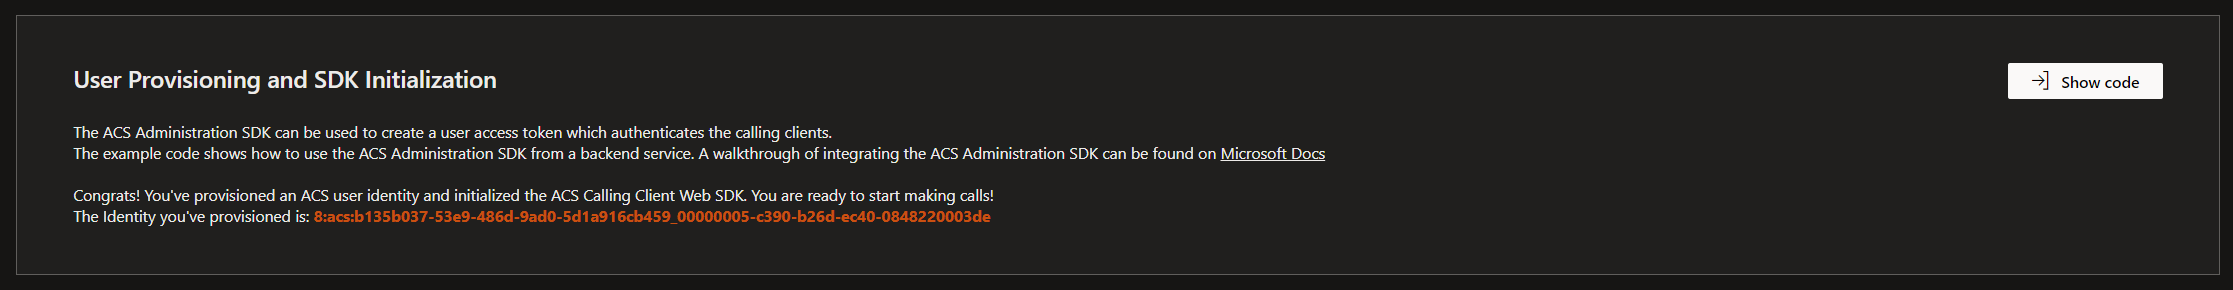 User Provisioning and SDK Initialization
Show code
The ACS Administration SDK can be used to create a user access token which authenticates the calling clients.
The example code shows how to use the ACS Administration SDK from a backend service. A walkthrough of integrating the ACS Administration SDK can be found on Microsoft Docs
Congrats! You've provisioned an ACS user identity and initialized the ACS Calling Client Web SDK. You are ready to start making calls!
The Identity you've provisioned is: 8:acs:b135b037-53e9-486d-9ad0-5d1a916cb459_00000005-c390-b26d-ec40-0848220003de